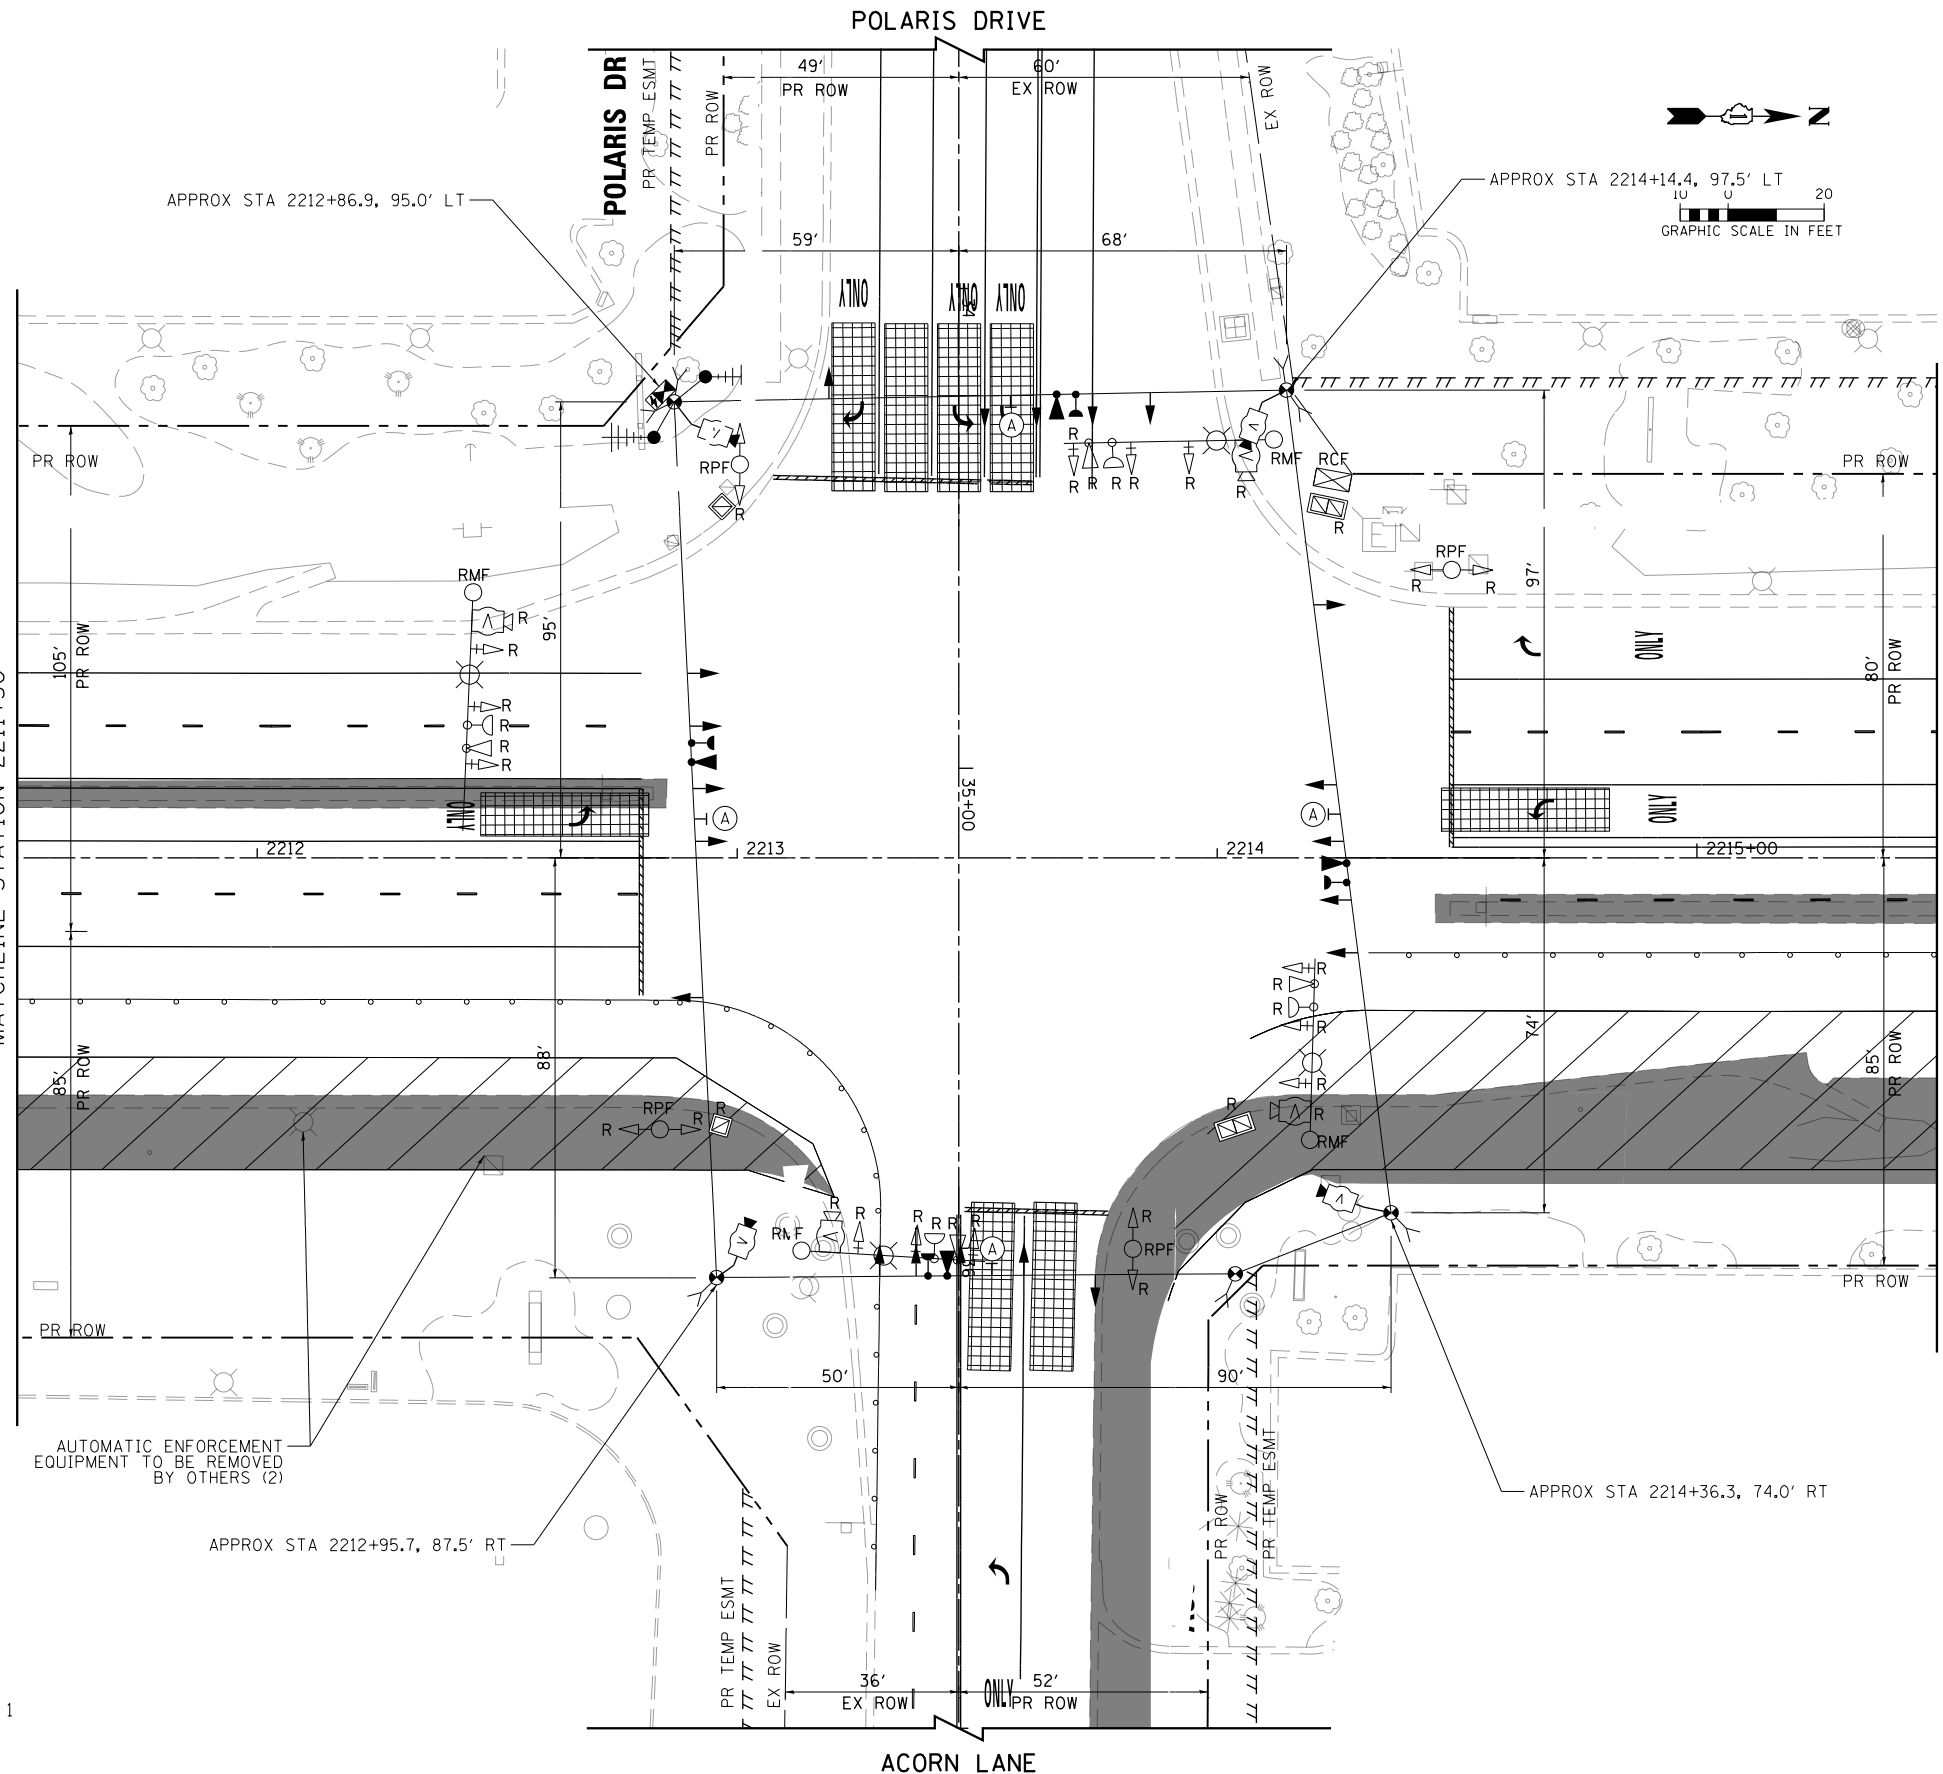 POLARIS DRIVE
49'
PR ROW
60'
EX ROW
POLARIS DR
PR TEMP ESMT
PR ROW
EX ROW
N
APPROX STA 2212+86.9, 95.0' LT
APPROX STA 2214+14.4, 97.5' LT
10 0 20
GRAPHIC SCALE IN FEET
59'
68'
ONLY
ONLY
ONLY
A
PR ROW
RPF
R
R
R
R
R
R
R
RMF
RCF
R
PR ROW
RMF
R
R
R
R
R
R
95'
RPF
R
R
97'
105'
PR ROW
ONLY
80'
PR ROW
ONLY
A
35+00
A
ONLY
2212
2213
2214
2215+00
R
R
R
R
R
R
RMF
R
74'
88'
85'
PR ROW
85'
PR ROW
RPF
R
R
R
R
R
R
R
R
A
R
RPF
R
PR ROW
PR ROW
50'
90'
AUTOMATIC ENFORCEMENT
EQUIPMENT TO BE REMOVED
BY OTHERS (2)
APPROX STA 2214+36.3, 74.0' RT
APPROX STA 2212+95.7, 87.5' RT
PR TEMP ESMT
EX ROW
PR ROW
PR TEMP ESMT
36'
EX ROW
ONLY
52'
PR ROW
1
ACORN LANE